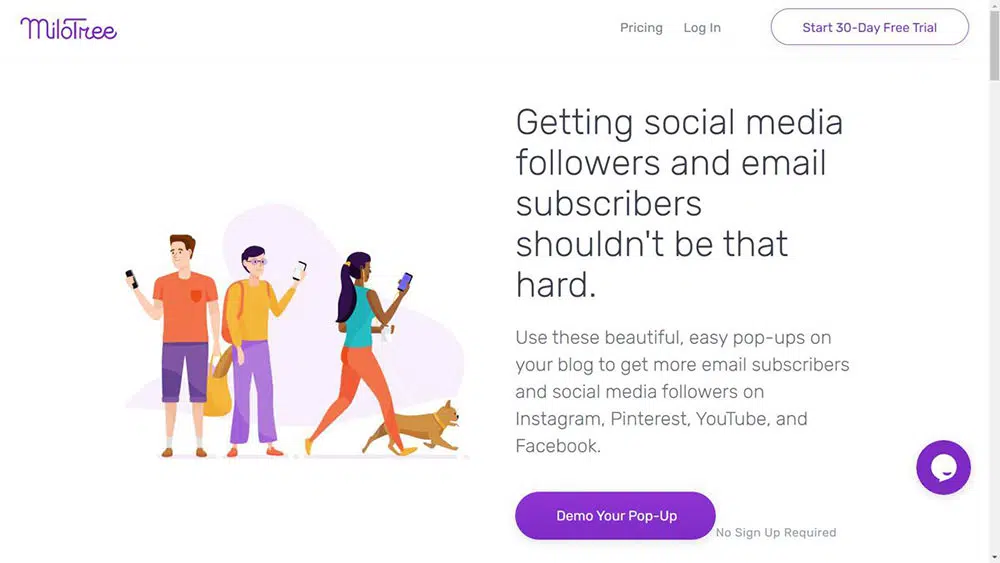 MiloTree
Pricing
Log In
Start 30-Day Free Trial
Getting social media
followers and email
subscribers
shouldn't be that
hard.
Use these beautiful, easy pop-ups on
your blog to get more email subscribers
and social media followers on
Instagram, Pinterest, YouTube, and
Facebook.
Demo Your Pop-Up
No Sign Up Required